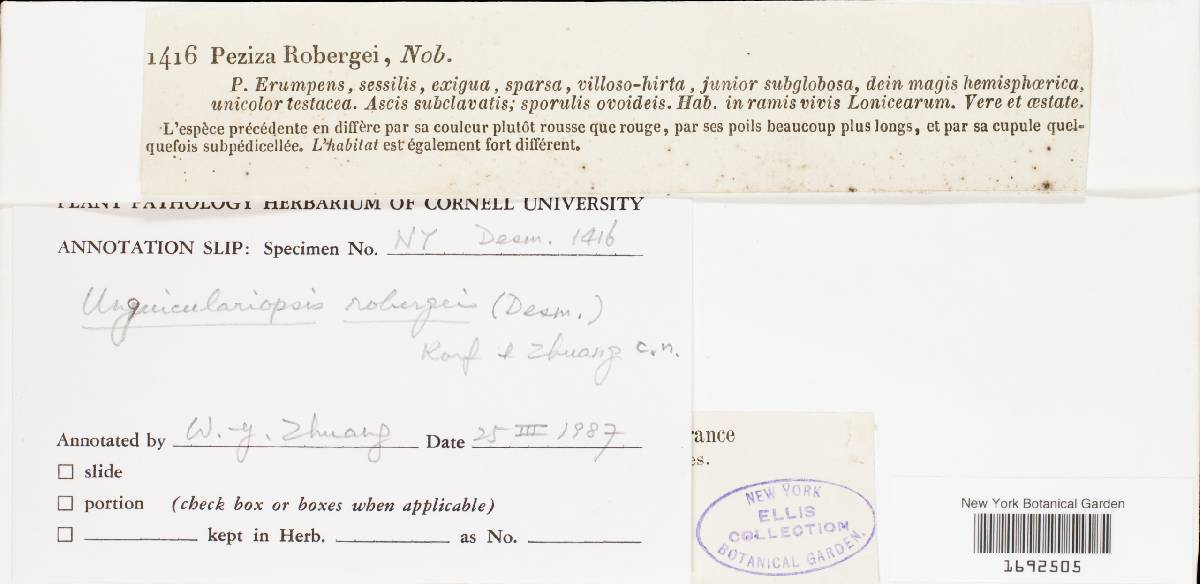 1416 Peziza Robergei, Nob.
P. Erumpens, sessilis, exigua, sparsa, villoso-hirta, junior subglobosa, dein magis hemisphœrica,
unicolor testacea. Ascis subclavatis; sporulis ovoideis. Hab. in ramis vivis Lonicearum. Vere et œstate.
L'espèce précédente en diffère par sa couleur plutôt rousse que rouge, par ses poils beaucoup plus longs, et par sa cupule quel-
quefois subpédicellée. L'habitat est également fort différent.
PLANT PATHOLOGY HERBARIUM OF CORNELL UNIVERSITY
ANNOTATION SLIP: Specimen No. NY Desm. 1416
Unguiculariopsis robergei (Desm.)
Korf & Zhuang c.n.
Annotated by W.-y. Zhuang Date 25 III 1987
slide
portion (check box or boxes when applicable)
kept in Herb. as No.
rance
es.
NEW YORK
ELLIS
COLLECTION
BOTANICAL GARDEN.
New York Botanical Garden
1692505